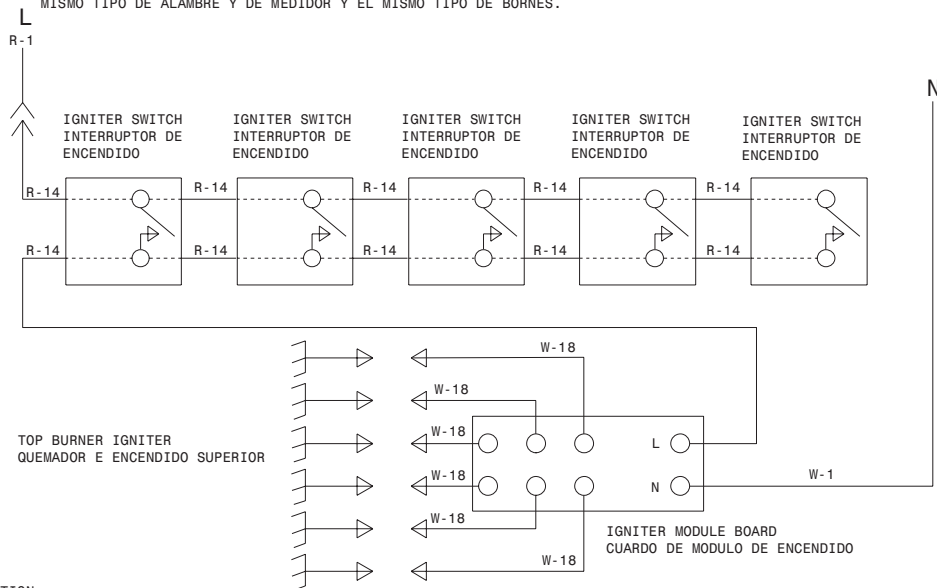 MISMO TIPO DE ALAMBRE Y DE MEDIDOR Y EL MISMO TIPO DE BORNES.
L
R-1
N
IGNITER SWITCH
INTERRUPTOR DE
ENCENDIDO
IGNITER SWITCH
INTERRUPTOR DE
ENCENDIDO
IGNITER SWITCH
INTERRUPTOR DE
ENCENDIDO
IGNITER SWITCH
INTERRUPTOR DE
ENCENDIDO
IGNITER SWITCH
INTERRUPTOR DE
ENCENDIDO
R-14
R-14
R-14
R-14
R-14
R-14
R-14
R-14
R-14
R-14
W-18
W-18
W-18
W-18
W-18
W-18
TOP BURNER IGNITER
QUEMADOR E ENCENDIDO SUPERIOR
L
N
W-1
IGNITER MODULE BOARD
CUARDO DE MODULO DE ENCENDIDO